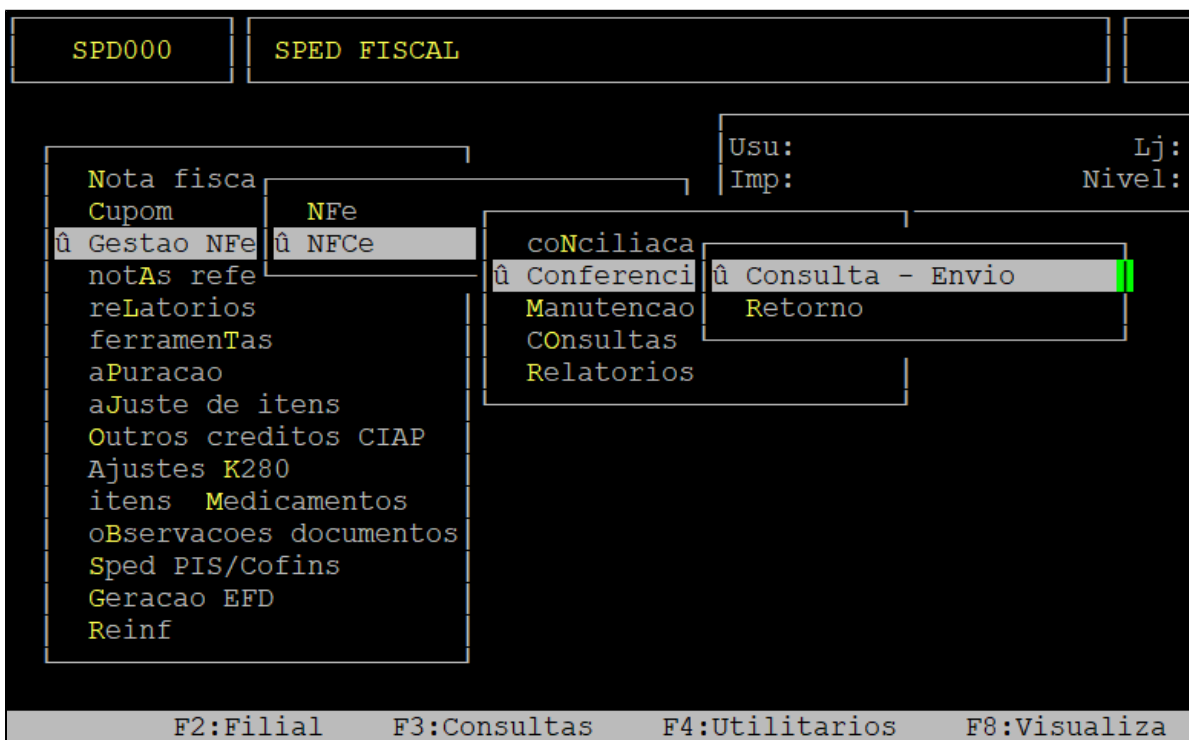 SPD000 SPED FISCAL
Usu: Lj:
Nota fisca Imp: Nivel:
Cupom NFe
û Gestao NFe û NFCe coNciliaca
notAs refe û Conferenci û Consulta - Envio
reLatorios Manutencao Retorno
ferramenTas COnsultas
aPuracao Relatorios
aJuste de itens
Outros creditos CIAP
Ajustes K280
itens Medicamentos
oBservacoes documentos
Sped PIS/Cofins
Geracao EFD
Reinf
F2:Filial F3:Consultas F4:Utilitarios F8:Visualiza